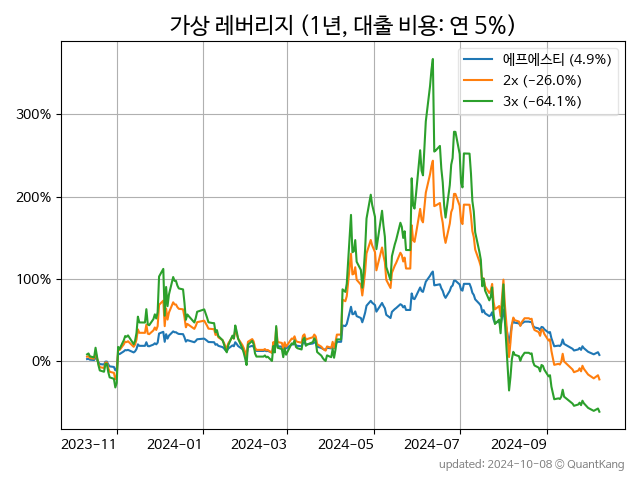 가상 레버리지 (1년, 대출 비용: 연 5%)
에프에스티 (4.9%)
2x (-26.0%)
3x (-64.1%)
300%
200%
100%
0%
2023-11
2024-01
2024-03
2024-05
2024-07
2024-09
updated: 2024-10-08 © QuantKang